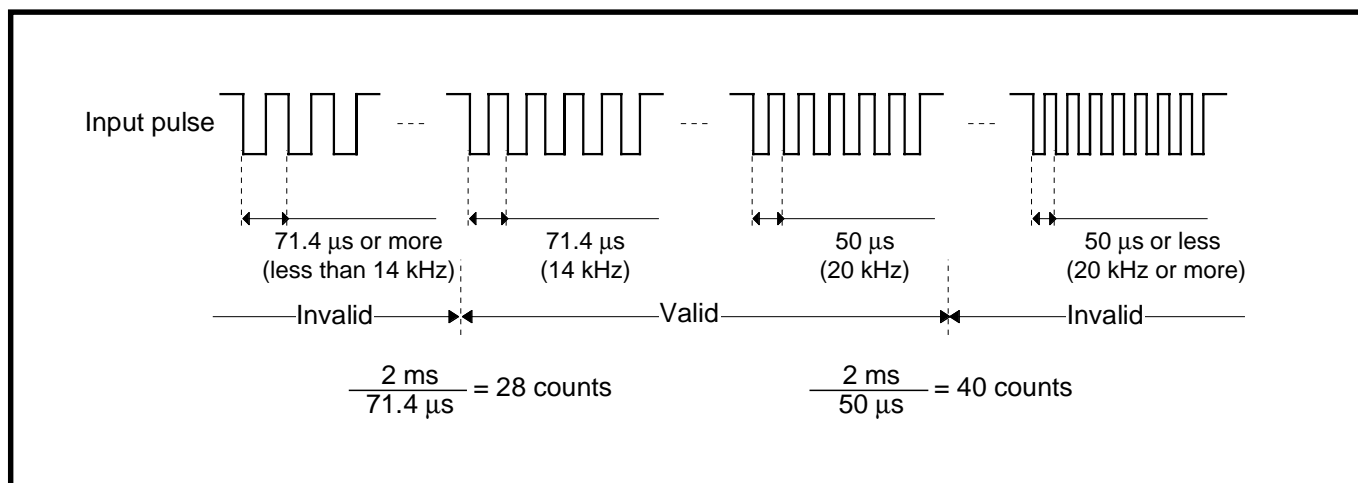 Input pulse
71.4 μs or more
(less than 14 kHz)
71.4 μs
(14 kHz)
50 μs
(20 kHz)
50 μs or less
(20 kHz or more)
Invalid
Valid
Invalid
2 ms
71.4 μs
= 28 counts
2 ms
50 μs
= 40 counts